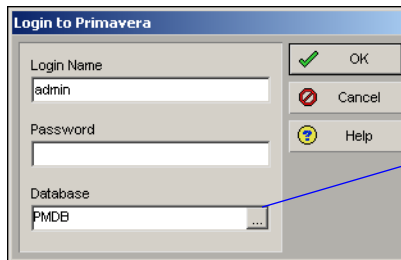 Login to Primavera
Login Name
admin
Password
Database
PMDB
...
OK
Cancel
Help